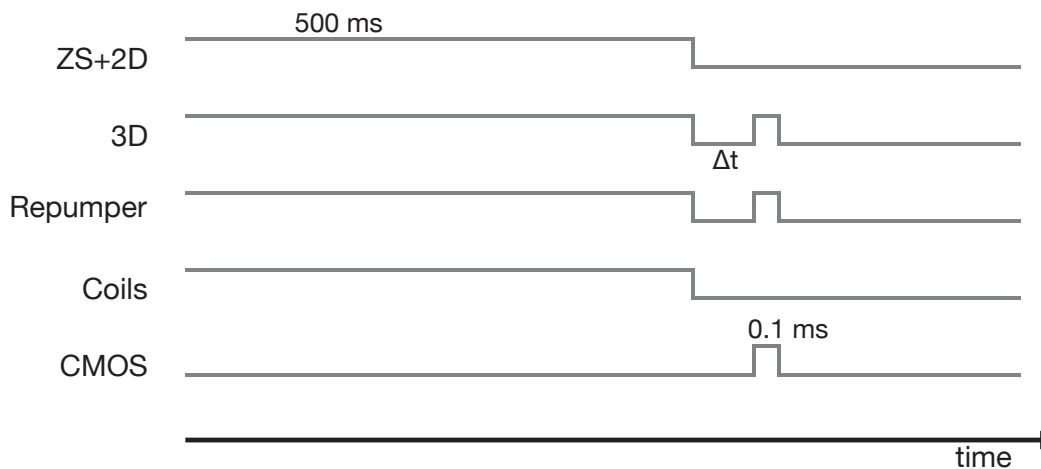 500 ms
ZS+2D
3D
Δt
Repumper
Coils
0.1 ms
CMOS
time